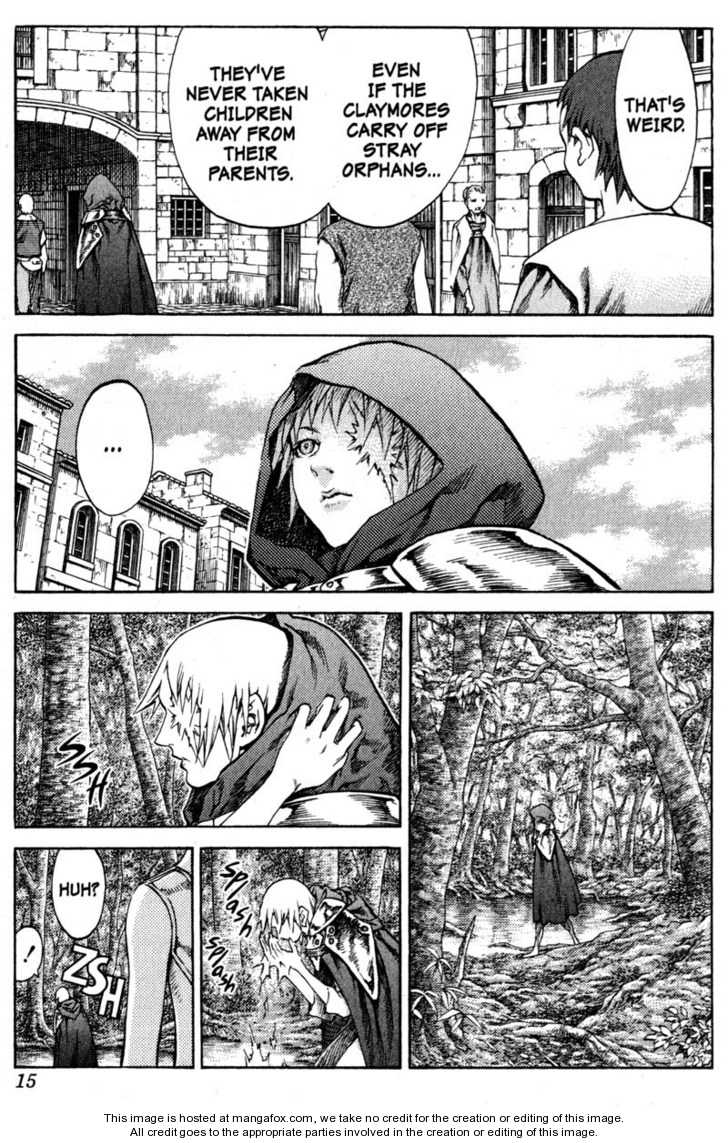 THAT'S
WEIRD.
EVEN
IF THE
CLAYMORES
CARRY OFF
STRAY
ORPHANS...
THEY'VE
NEVER TAKEN
CHILDREN
AWAY FROM
THEIR
PARENTS.
...
SSH
SPLASH
SPLASH
HUH?
!
ZSH
15
This image is hosted at mangafox.com, we take no credit for the creation or editing of this image.
All credit goes to the appropriate parties involved in the creation or editing of this image.